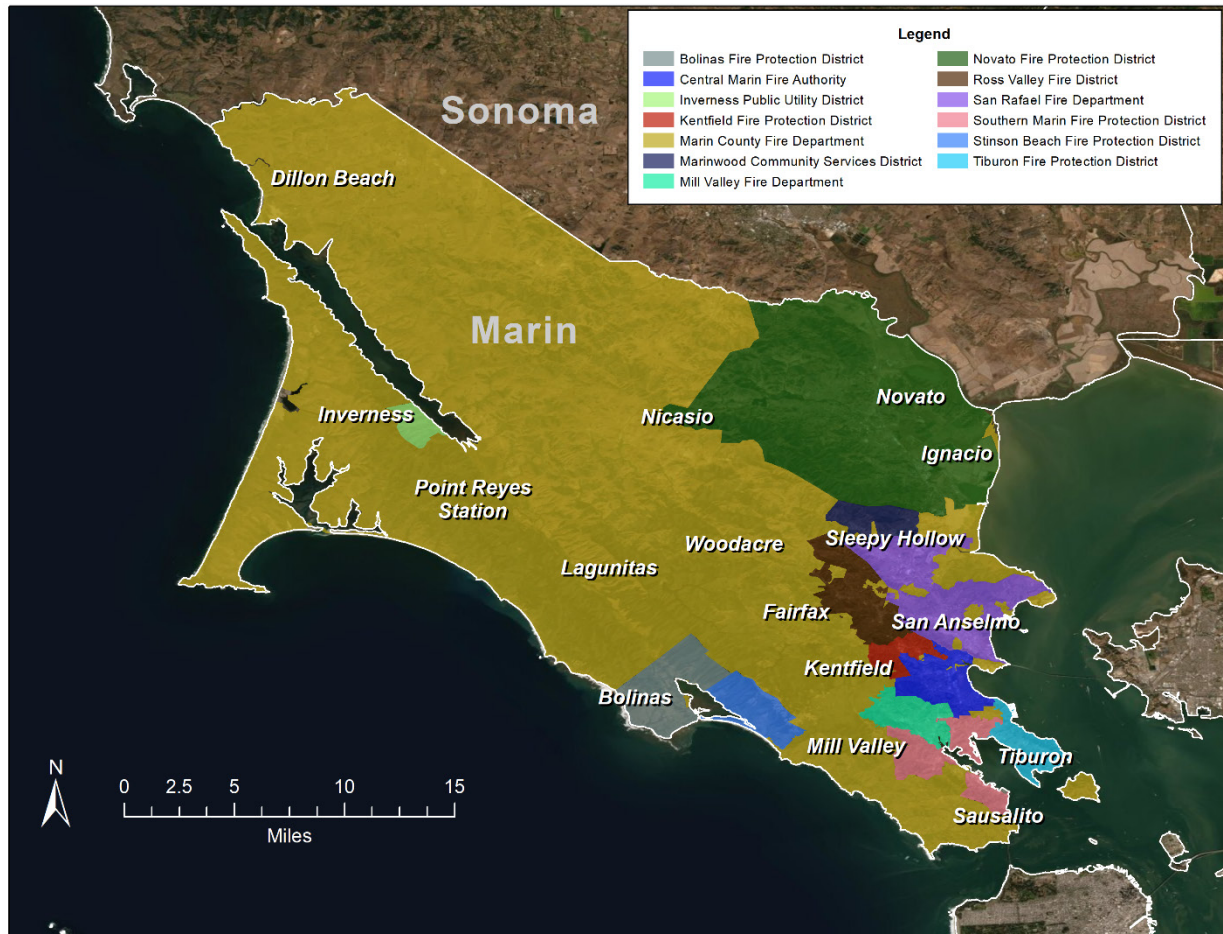 Legend
Bolinas Fire Protection District
Central Marin Fire Authority
Inverness Public Utility District
Kentfield Fire Protection District
Marin County Fire Department
Marinwood Community Services District
Mill Valley Fire Department
Novato Fire Protection District
Ross Valley Fire District
San Rafael Fire Department
Southern Marin Fire Protection District
Stinson Beach Fire Protection District
Tiburon Fire Protection District
Sonoma
Dillon Beach
Marin
Inverness
Nicasio
Novato
Ignacio
Point Reyes
Station
Woodacre
Sleepy Hollow
Lagunitas
Fairfax
San Anselmo
Kentfield
Bolinas
Mill Valley
Tiburon
Sausalito
N
0 2.5 5 10 15
Miles